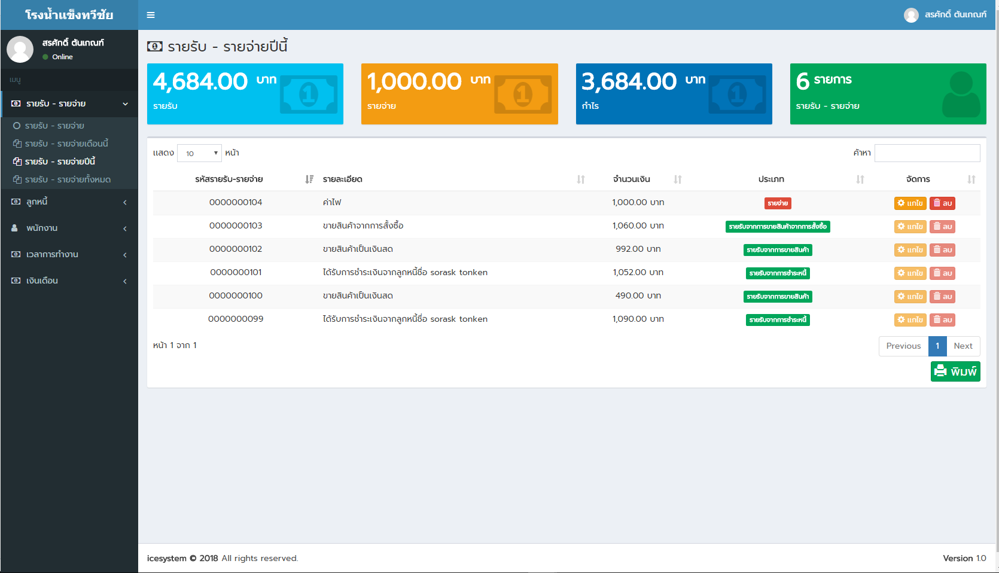 โรงน้ำแข็งทวีชัย
สรศักดิ์ ตันเกณฑ์
สรศักดิ์ ตันเกณฑ์
Online
เมนู
รายรับ - รายจ่าย
รายรับ - รายจ่าย
รายรับ - รายจ่ายเดือนนี้
รายรับ - รายจ่ายปีนี้
รายรับ - รายจ่ายทั้งหมด
ลูกหนี้
พนักงาน
เวลาการทำงาน
เงินเดือน
รายรับ - รายจ่ายปีนี้
4,684.00 บาท
รายรับ
1,000.00 บาท
รายจ่าย
3,684.00 บาท
กำไร
6 รายการ
รายรับ - รายจ่าย
แสดง 10 หน้า
ค้าหา
รหัสรายรับ-รายจ่าย รายละเอียด จำนวนเงิน ประเภท จัดการ
0000000104 ค่าไฟ 1,000.00 บาท รายจ่าย แก้ไข ลบ
0000000103 ขายสินค้าจากการสั้งซื้อ 1,060.00 บาท รายรับจากการขายสินค้าจากการสั้งซื้อ แก้ไข ลบ
0000000102 ขายสินค้าเป็นเงินสด 992.00 บาท รายรับจากการขายสินค้า แก้ไข ลบ
0000000101 ได้รับการชำระเงินจากลูกหนี้ชื่อ sorask tonken 1,052.00 บาท รายรับจากการชำระหนี้ แก้ไข ลบ
0000000100 ขายสินค้าเป็นเงินสด 490.00 บาท รายรับจากการขายสินค้า แก้ไข ลบ
0000000099 ได้รับการชำระเงินจากลูกหนี้ชื่อ sorask tonken 1,090.00 บาท รายรับจากการชำระหนี้ แก้ไข ลบ
หน้า 1 จาก 1
Previous 1 Next
พิมพ์
icesystem © 2018 All rights reserved.
Version 1.0